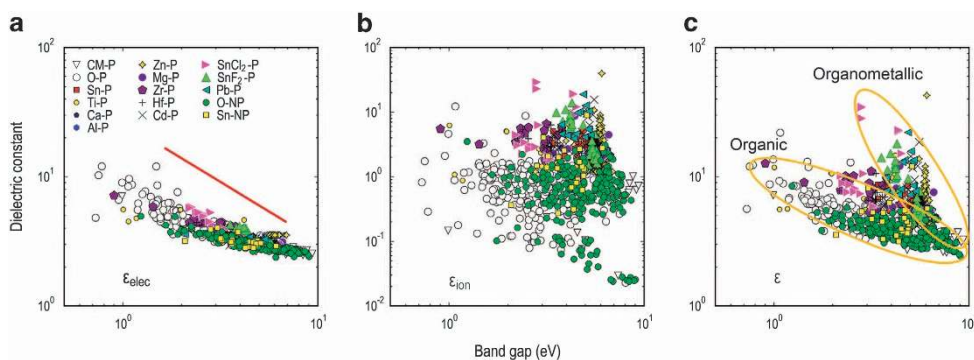 a
b
c
Dielectric constant
10²
10¹
10⁰
CM-P
O-P
Sn-P
Ti-P
Ca-P
Al-P
Zn-P
Mg-P
Zr-P
Hf-P
Cd-P
SnCl₂-P
SnF₂-P
Pb-P
O-NP
Sn-NP
εelec
10⁰
10¹
10²
10¹
10⁰
10⁻¹
10⁻²
εion
10⁰
10¹
Band gap (eV)
10²
10¹
10⁰
Organometallic
Organic
ε
10⁰
10¹